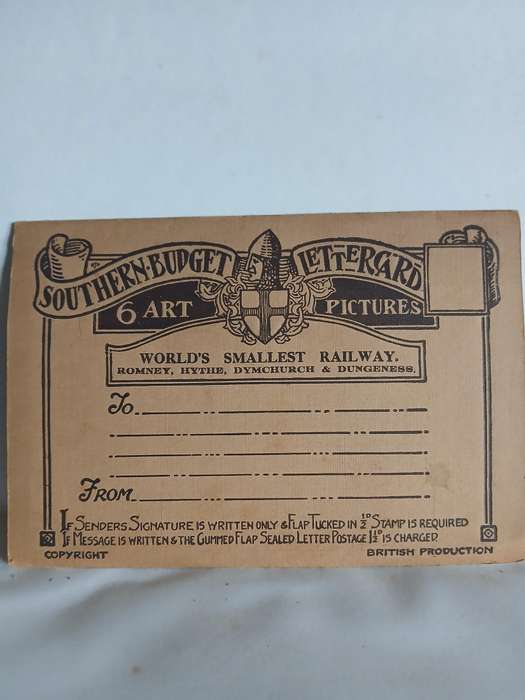 SOUTHERN-BUDGET LETTERCARD
6 ART PICTURES
WORLD'S SMALLEST RAILWAY.
ROMNEY, HYTHE, DYMCHURCH & DUNGENESS.
To
FROM
IF SENDERS SIGNATURE IS WRITTEN ONLY & FLAP TUCKED IN ½D STAMP IS REQUIRED
IF MESSAGE IS WRITTEN & THE GUMMED FLAP SEALED LETTER POSTAGE 1½D IS CHARGED.
COPYRIGHT BRITISH PRODUCTION